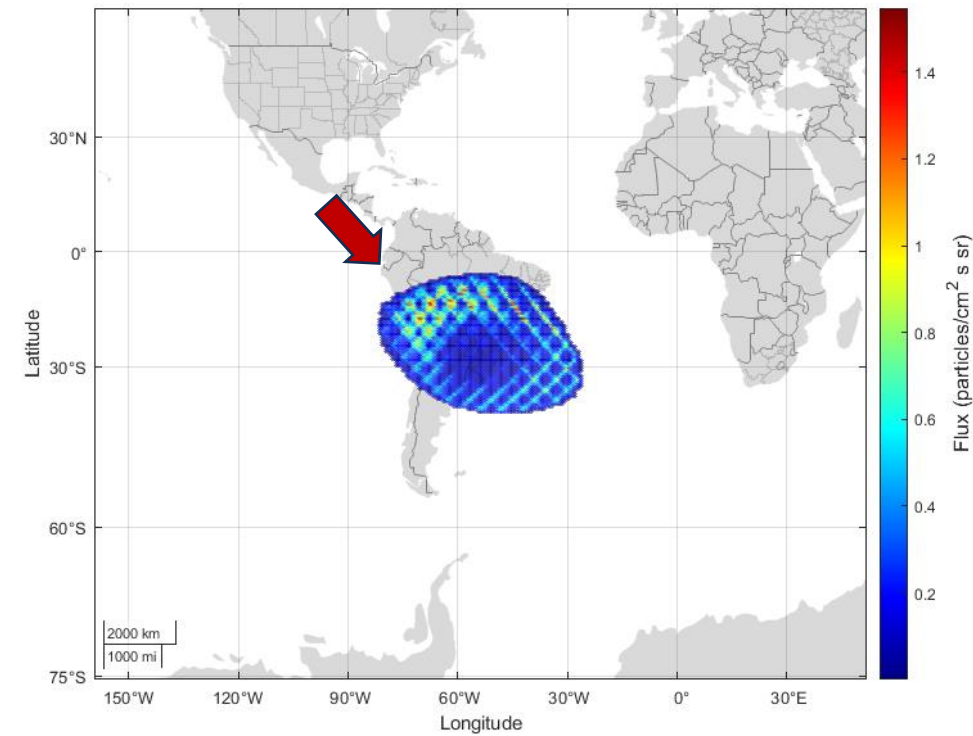 30°N
0°
30°S
60°S
75°S
Latitude
2000 km
1000 mi
150°W
120°W
90°W
60°W
30°W
0°
30°E
Longitude
1.4
1.2
1
0.8
0.6
0.4
0.2
Flux (particles/cm² s sr)